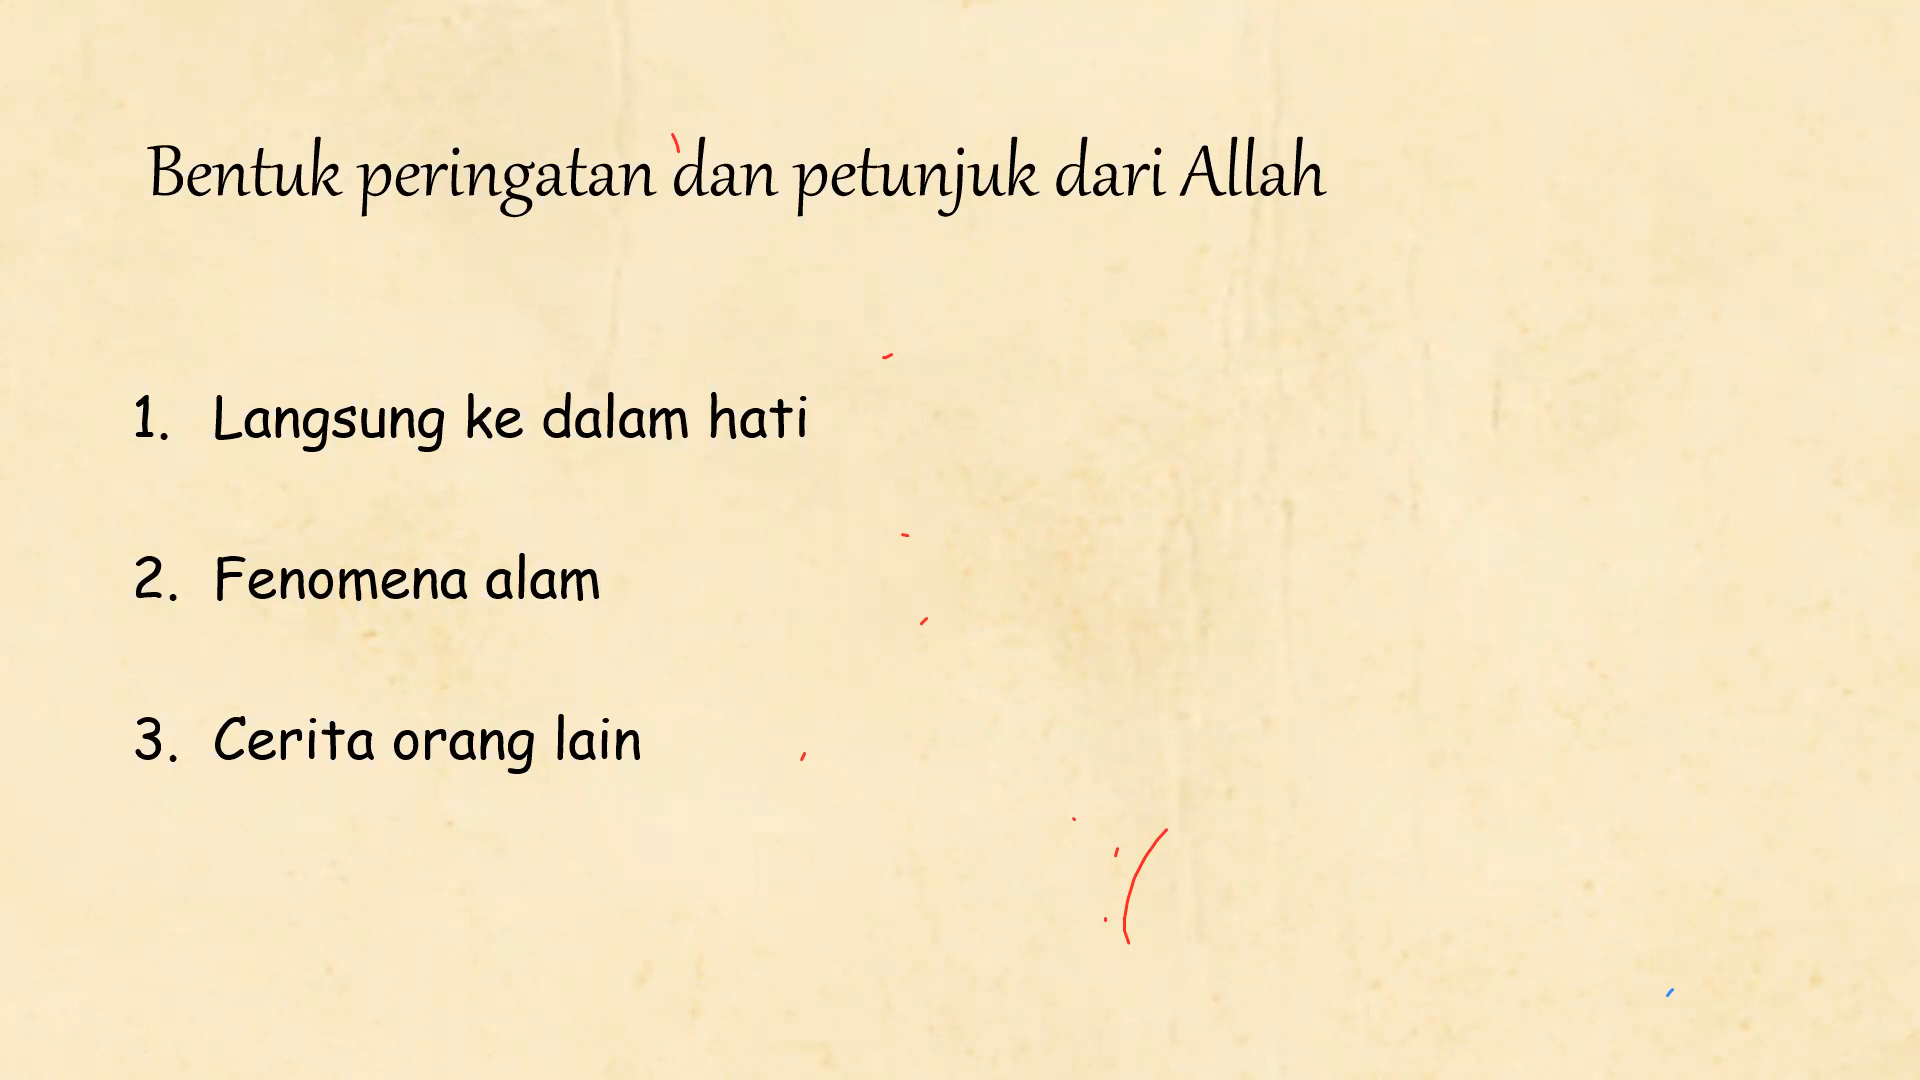 Bentuk peringatan dan petunjuk dari Allah
1. Langsung ke dalam hati
2. Fenomena alam
3. Cerita orang lain